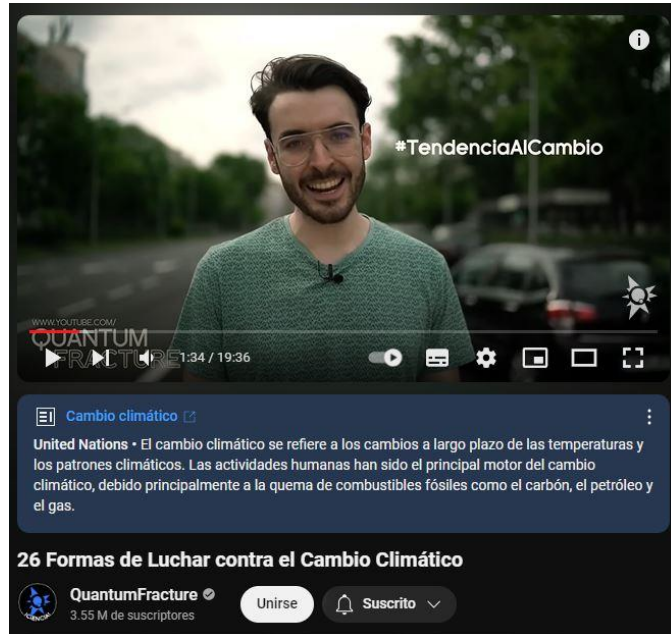 #TendenciaAlCambio
WWW.YOUTUBE.COM/
QUANTUM
FRACTURE
1:34 / 19:36
Cambio climático
United Nations • El cambio climático se refiere a los cambios a largo plazo de las temperaturas y
los patrones climáticos. Las actividades humanas han sido el principal motor del cambio
climático, debido principalmente a la quema de combustibles fósiles como el carbón, el petróleo y
el gas.
26 Formas de Luchar contra el Cambio Climático
QuantumFracture
3.55 M de suscriptores
Unirse
Suscrito